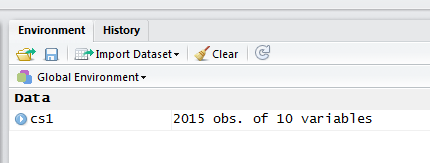 Environment History
Import Dataset Clear
Global Environment
Data
cs1 2015 obs. of 10 variables